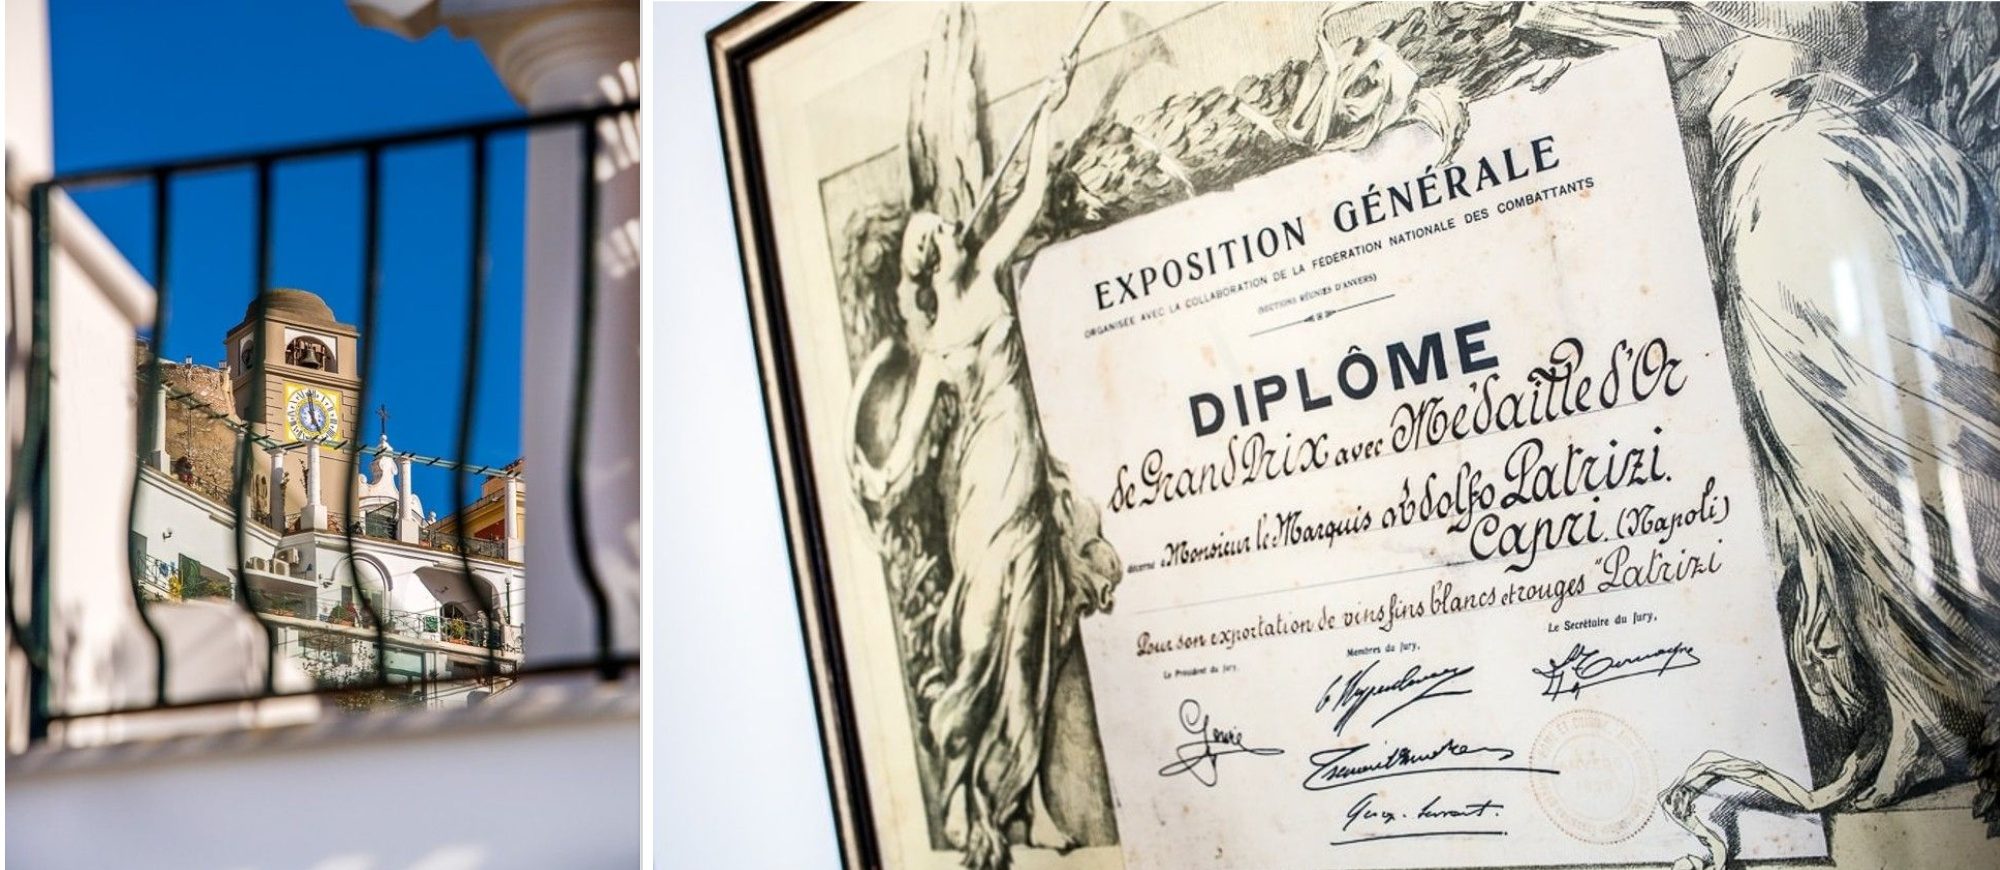 EXPOSITION GÉNÉRALE
ORGANISÉE AVEC LA COLLABORATION DE LA FÉDÉRATION NATIONALE DES COMBATTANTS
(SECTIONS RÉUNIES D'ANVERS)
DIPLÔME
de Grand Prix avec Médaille d'Or
décerné à Monsieur le Marquis Adolfo Patrizi.
Capri. (Napoli)
Pour son exportation de vins fins blancs et rouges "Patrizi
Le Président du Jury,
Membres du Jury,
Le Secrétaire du Jury,